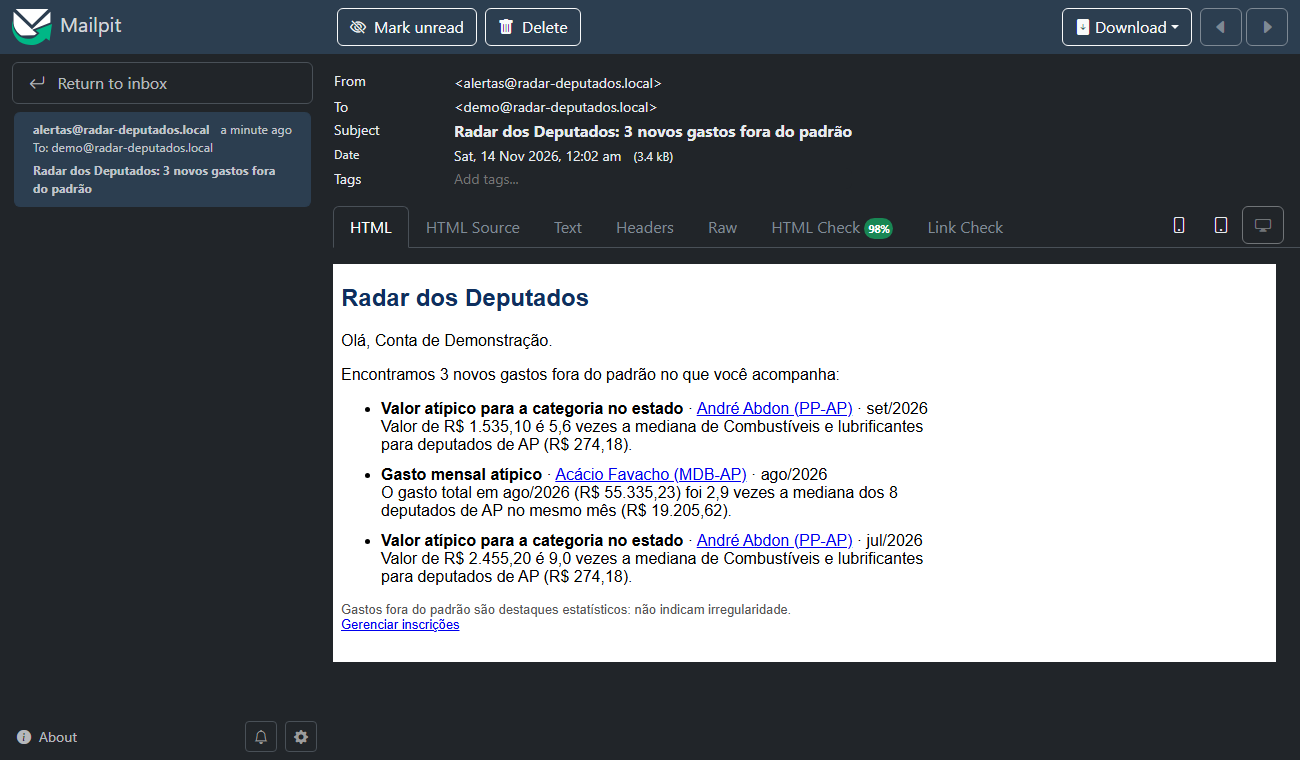 Mailpit
Mark unread
Delete
Download
Return to inbox
alertas@radar-deputados.local a minute ago
To: demo@radar-deputados.local
Radar dos Deputados: 3 novos gastos fora
do padrão
From <alertas@radar-deputados.local>
To <demo@radar-deputados.local>
Subject Radar dos Deputados: 3 novos gastos fora do padrão
Date Sat, 14 Nov 2026, 12:02 am (3.4 kB)
Tags Add tags...
HTML HTML Source Text Headers Raw HTML Check 98% Link Check
Radar dos Deputados
Olá, Conta de Demonstração.
Encontramos 3 novos gastos fora do padrão no que você acompanha:
• Valor atípico para a categoria no estado · André Abdon (PP-AP) · set/2026
Valor de R$ 1.535,10 é 5,6 vezes a mediana de Combustíveis e lubrificantes
para deputados de AP (R$ 274,18).
• Gasto mensal atípico · Acácio Favacho (MDB-AP) · ago/2026
O gasto total em ago/2026 (R$ 55.335,23) foi 2,9 vezes a mediana dos 8
deputados de AP no mesmo mês (R$ 19.205,62).
• Valor atípico para a categoria no estado · André Abdon (PP-AP) · jul/2026
Valor de R$ 2.455,20 é 9,0 vezes a mediana de Combustíveis e lubrificantes
para deputados de AP (R$ 274,18).
Gastos fora do padrão são destaques estatísticos: não indicam irregularidade.
Gerenciar inscrições
About